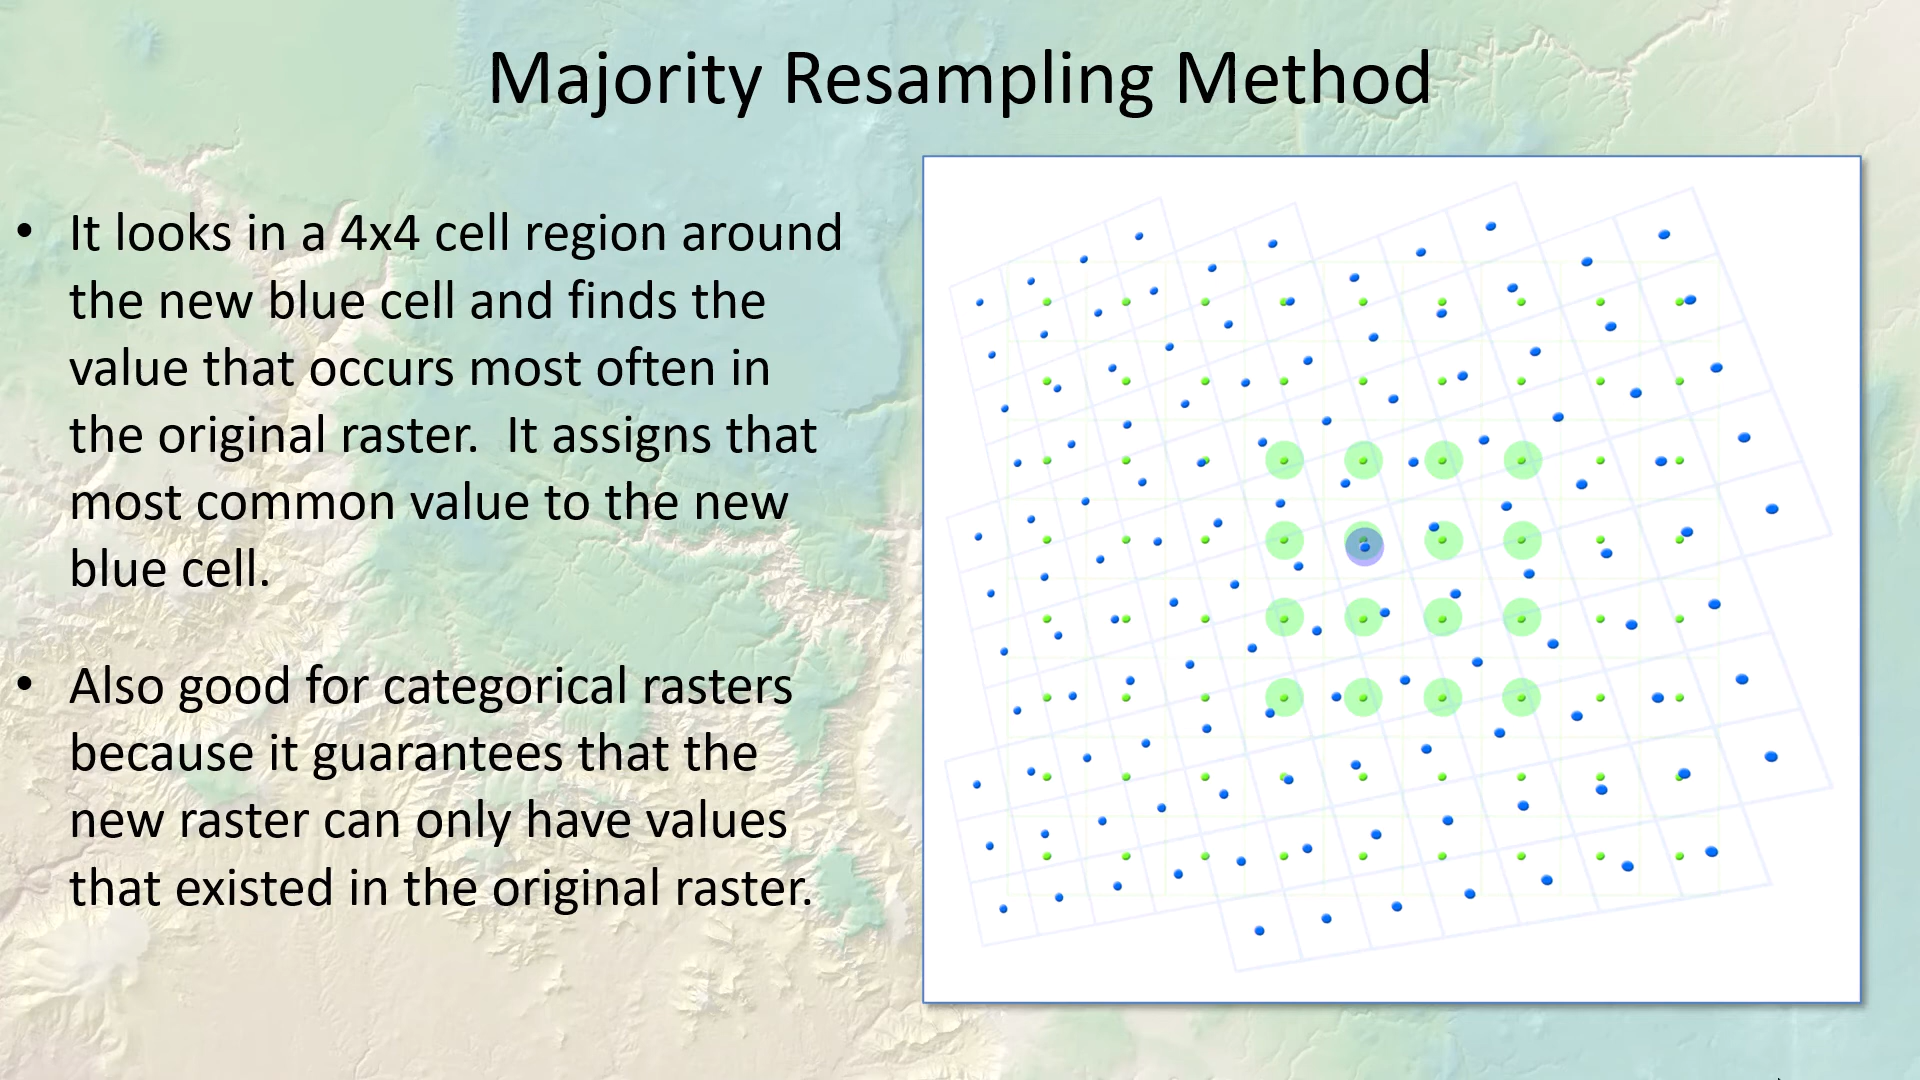 Majority Resampling Method
• It looks in a 4x4 cell region around
the new blue cell and finds the
value that occurs most often in
the original raster.  It assigns that
most common value to the new
blue cell.
• Also good for categorical rasters
because it guarantees that the
new raster can only have values
that existed in the original raster.